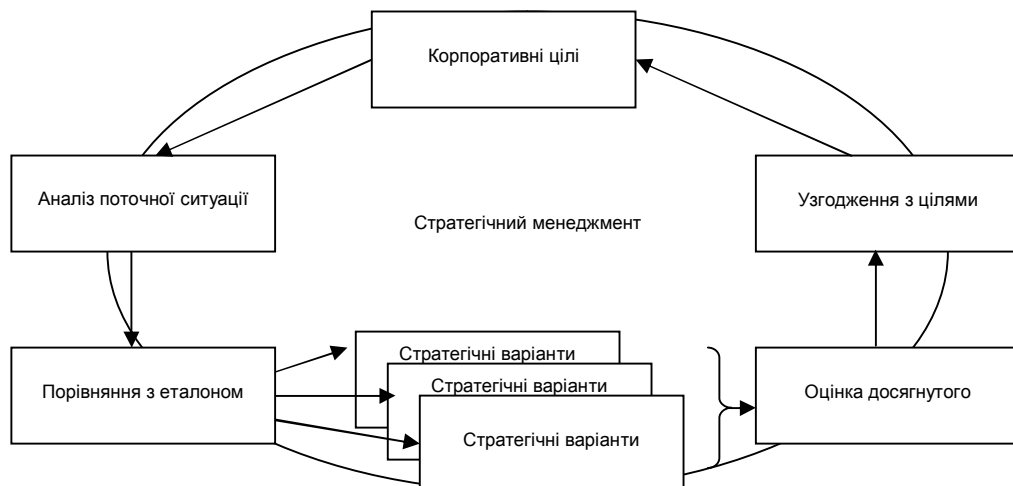 Корпоративні цілі
Аналіз поточної ситуації
Узгодження з цілями
Стратегічний менеджмент
Порівняння з еталоном
Стратегічні варіанти
Стратегічні варіанти
Стратегічні варіанти
Оцінка досягнутого